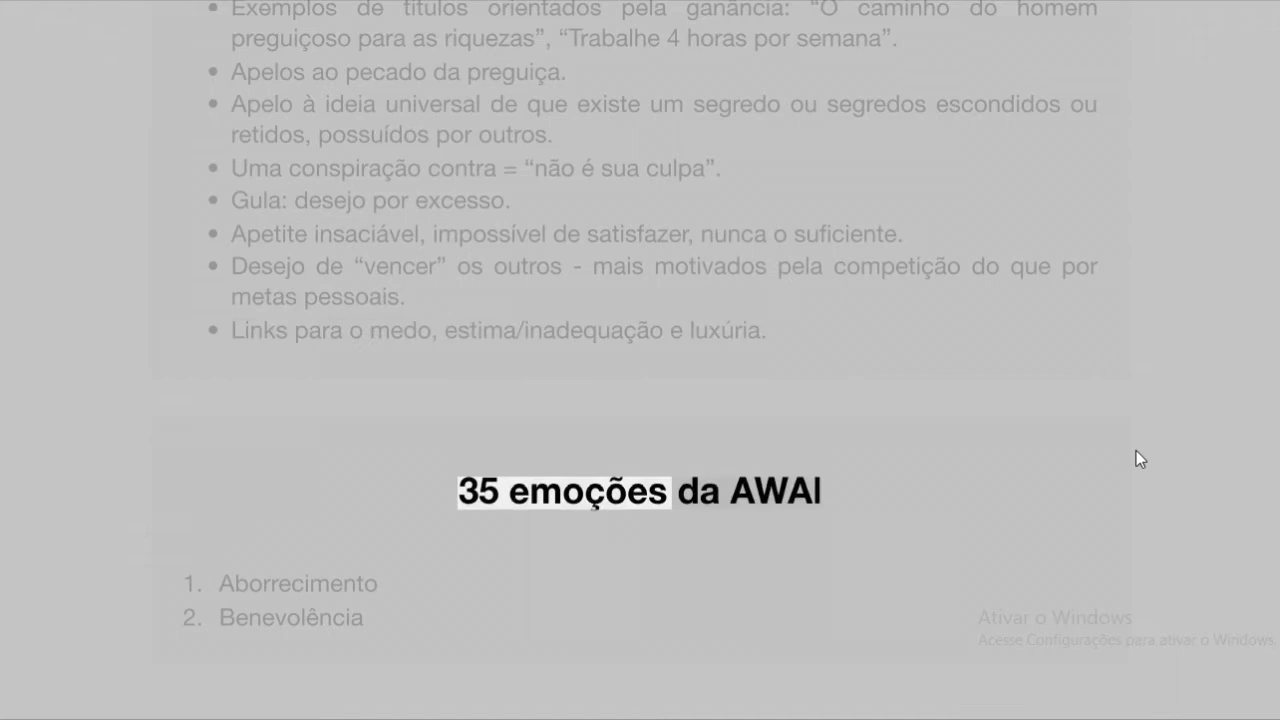 • Exemplos de títulos orientados pela ganância: “O caminho do homem
preguiçoso para as riquezas”, “Trabalhe 4 horas por semana”.
• Apelos ao pecado da preguiça.
• Apelo à ideia universal de que existe um segredo ou segredos escondidos ou
retidos, possuídos por outros.
• Uma conspiração contra = “não é sua culpa”.
• Gula: desejo por excesso.
• Apetite insaciável, impossível de satisfazer, nunca o suficiente.
• Desejo de “vencer” os outros - mais motivados pela competição do que por
metas pessoais.
• Links para o medo, estima/inadequação e luxúria.
35 emoções da AWAI
1. Aborrecimento
2. Benevolência
Ativar o Windows
Acesse Configurações para ativar o Windows.